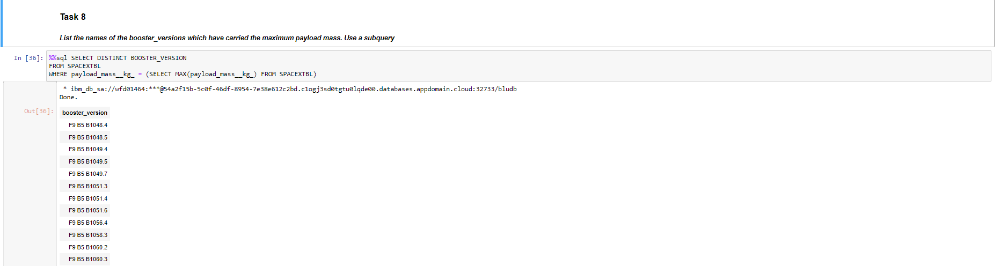 Task 8
List the names of the booster_versions which have carried the maximum payload mass. Use a subquery
In [36]: %%sql SELECT DISTINCT BOOSTER_VERSION
FROM SPACEXTBL
WHERE payload_mass__kg_ = (SELECT MAX(payload_mass__kg_) FROM SPACEXTBL)
* ibm_db_sa://wfd01464:***@54a2f15b-5c0f-46df-8954-7e38e612c2bd.c1ogj3sd0tgtu0lqde00.databases.appdomain.cloud:32733/bludb
Done.
Out[36]: booster_version
F9 B5 B1048.4
F9 B5 B1048.5
F9 B5 B1049.4
F9 B5 B1049.5
F9 B5 B1049.7
F9 B5 B1051.3
F9 B5 B1051.4
F9 B5 B1051.6
F9 B5 B1056.4
F9 B5 B1058.3
F9 B5 B1060.2
F9 B5 B1060.3